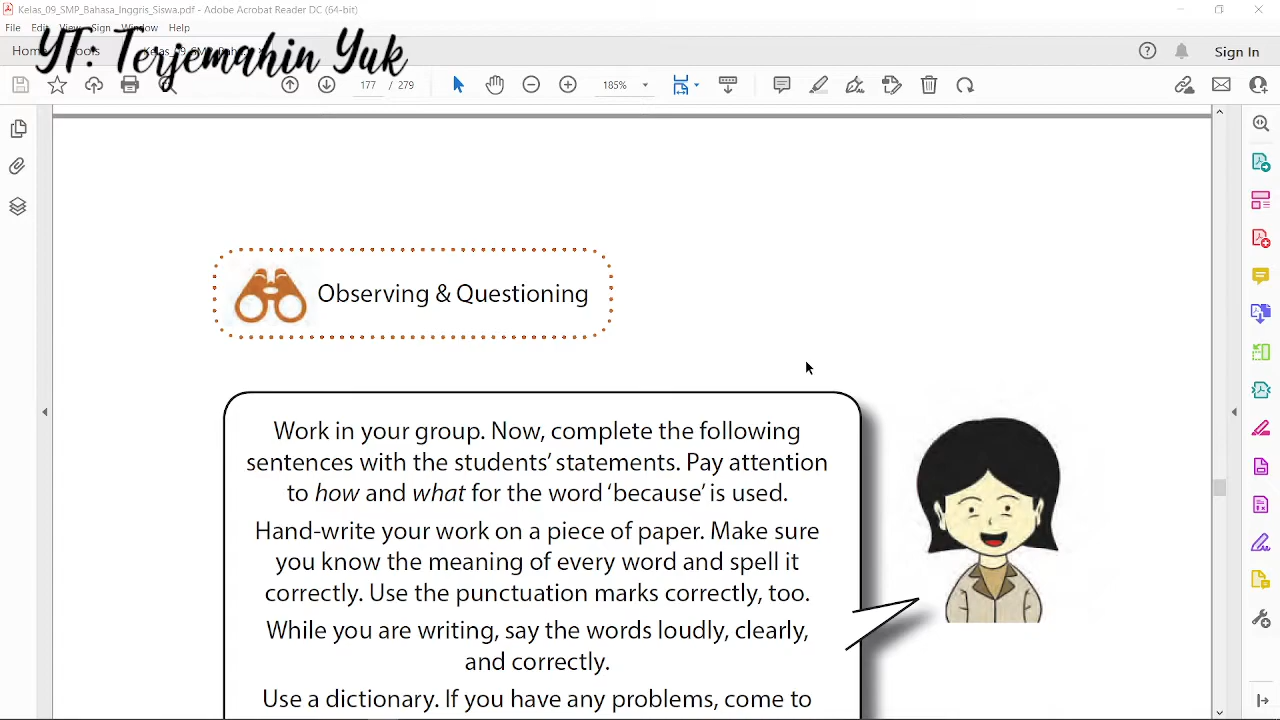 Kelas_09_SMP_Bahasa_Inggris_Siswa.pdf - Adobe Acrobat Reader DC (64-bit)
File Edit View Sign Window Help
YT: Terjemahin Yuk
Sign In
177 / 279
185%
Observing & Questioning
Work in your group. Now, complete the following
sentences with the students’ statements. Pay attention
to how and what for the word ‘because’ is used.
Hand-write your work on a piece of paper. Make sure
you know the meaning of every word and spell it
correctly. Use the punctuation marks correctly, too.
While you are writing, say the words loudly, clearly,
and correctly.
Use a dictionary. If you have any problems, come to